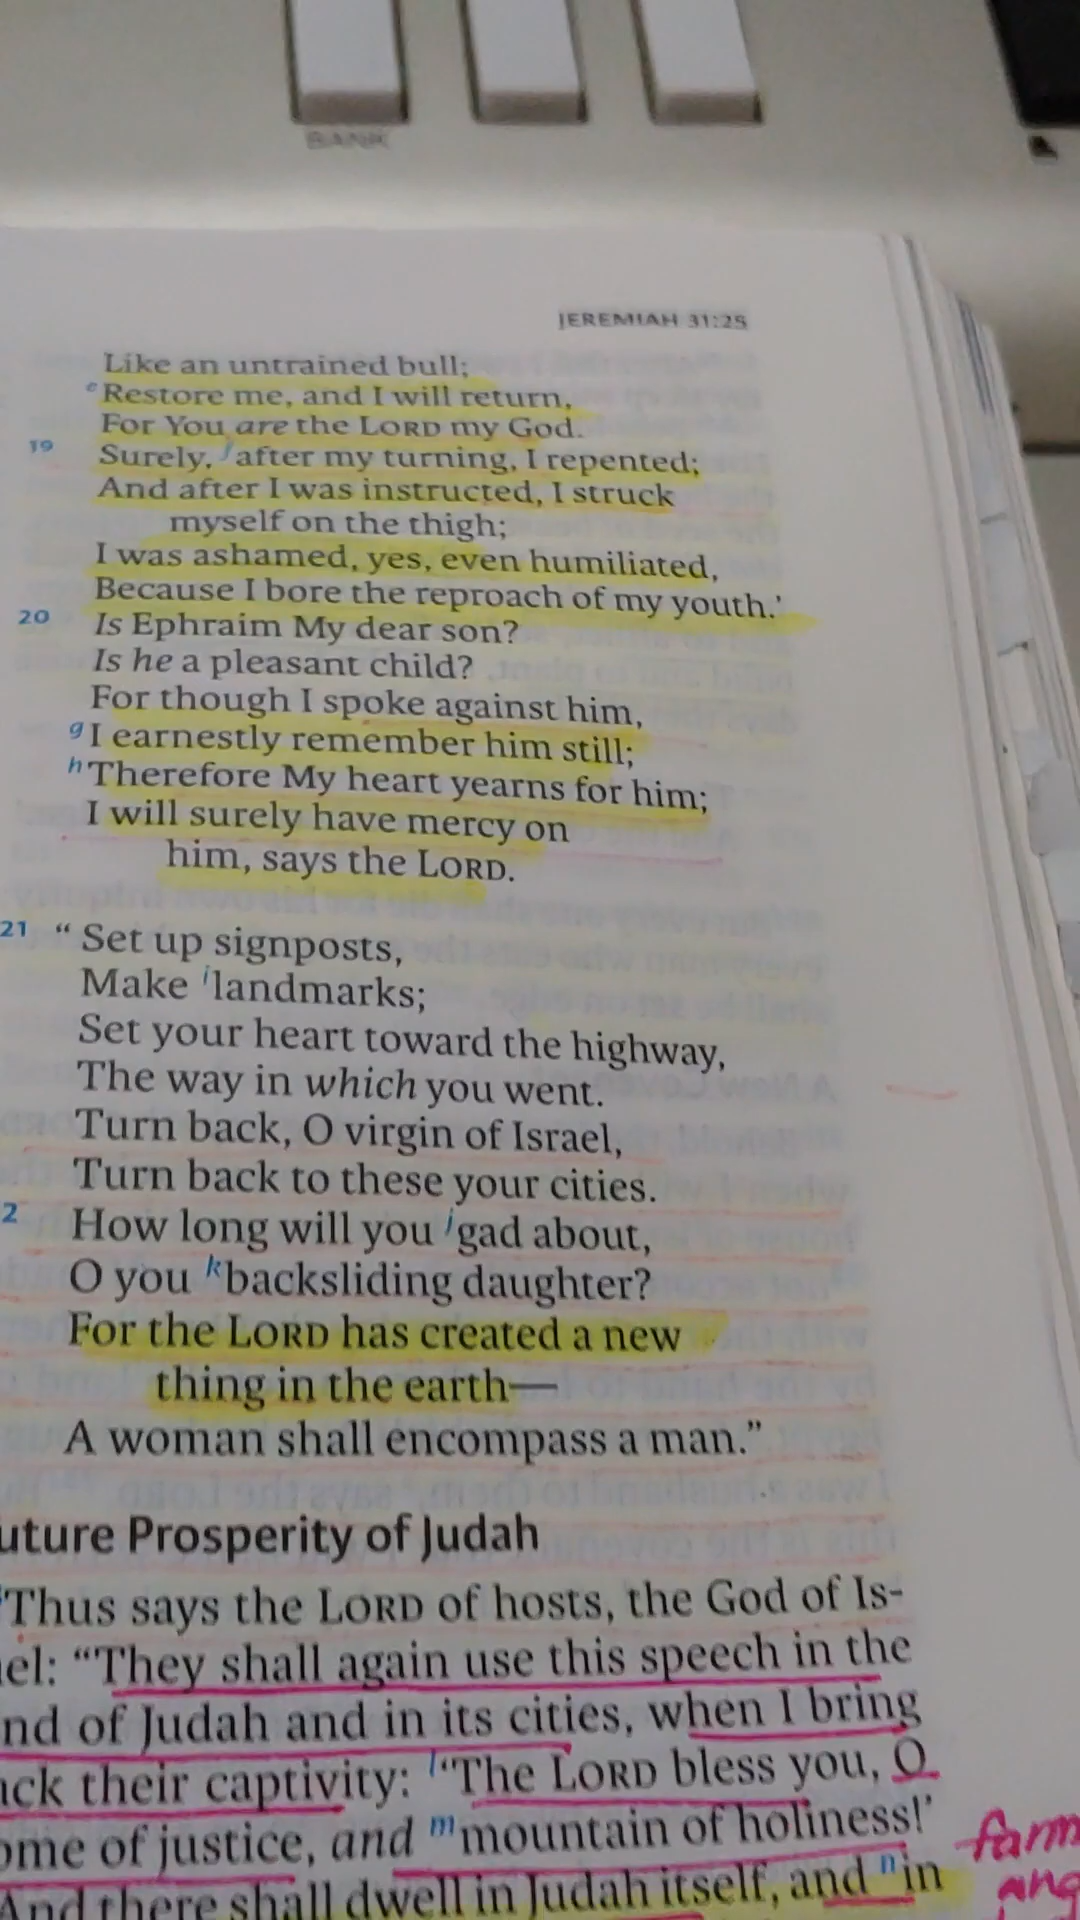 BANK
JEREMIAH 31:25
Like an untrained bull;
e Restore me, and I will return,
For You are the LORD my God.
19 Surely, f after my turning, I repented;
And after I was instructed, I struck
myself on the thigh;
I was ashamed, yes, even humiliated,
Because I bore the reproach of my youth.’
20 Is Ephraim My dear son?
Is he a pleasant child?
For though I spoke against him,
g I earnestly remember him still;
h Therefore My heart yearns for him;
I will surely have mercy on
him, says the LORD.
21 “ Set up signposts,
Make i landmarks;
Set your heart toward the highway,
The way in which you went.
Turn back, O virgin of Israel,
Turn back to these your cities.
2 How long will you j gad about,
O you k backsliding daughter?
For the LORD has created a new
thing in the earth—
A woman shall encompass a man.”
uture Prosperity of Judah
Thus says the LORD of hosts, the God of Is-
el: “They shall again use this speech in the
nd of Judah and in its cities, when I bring
ck their captivity: l ‘The LORD bless you, O
ome of justice, and m mountain of holiness!’
And there shall dwell in Judah itself, and n in
farm
ang